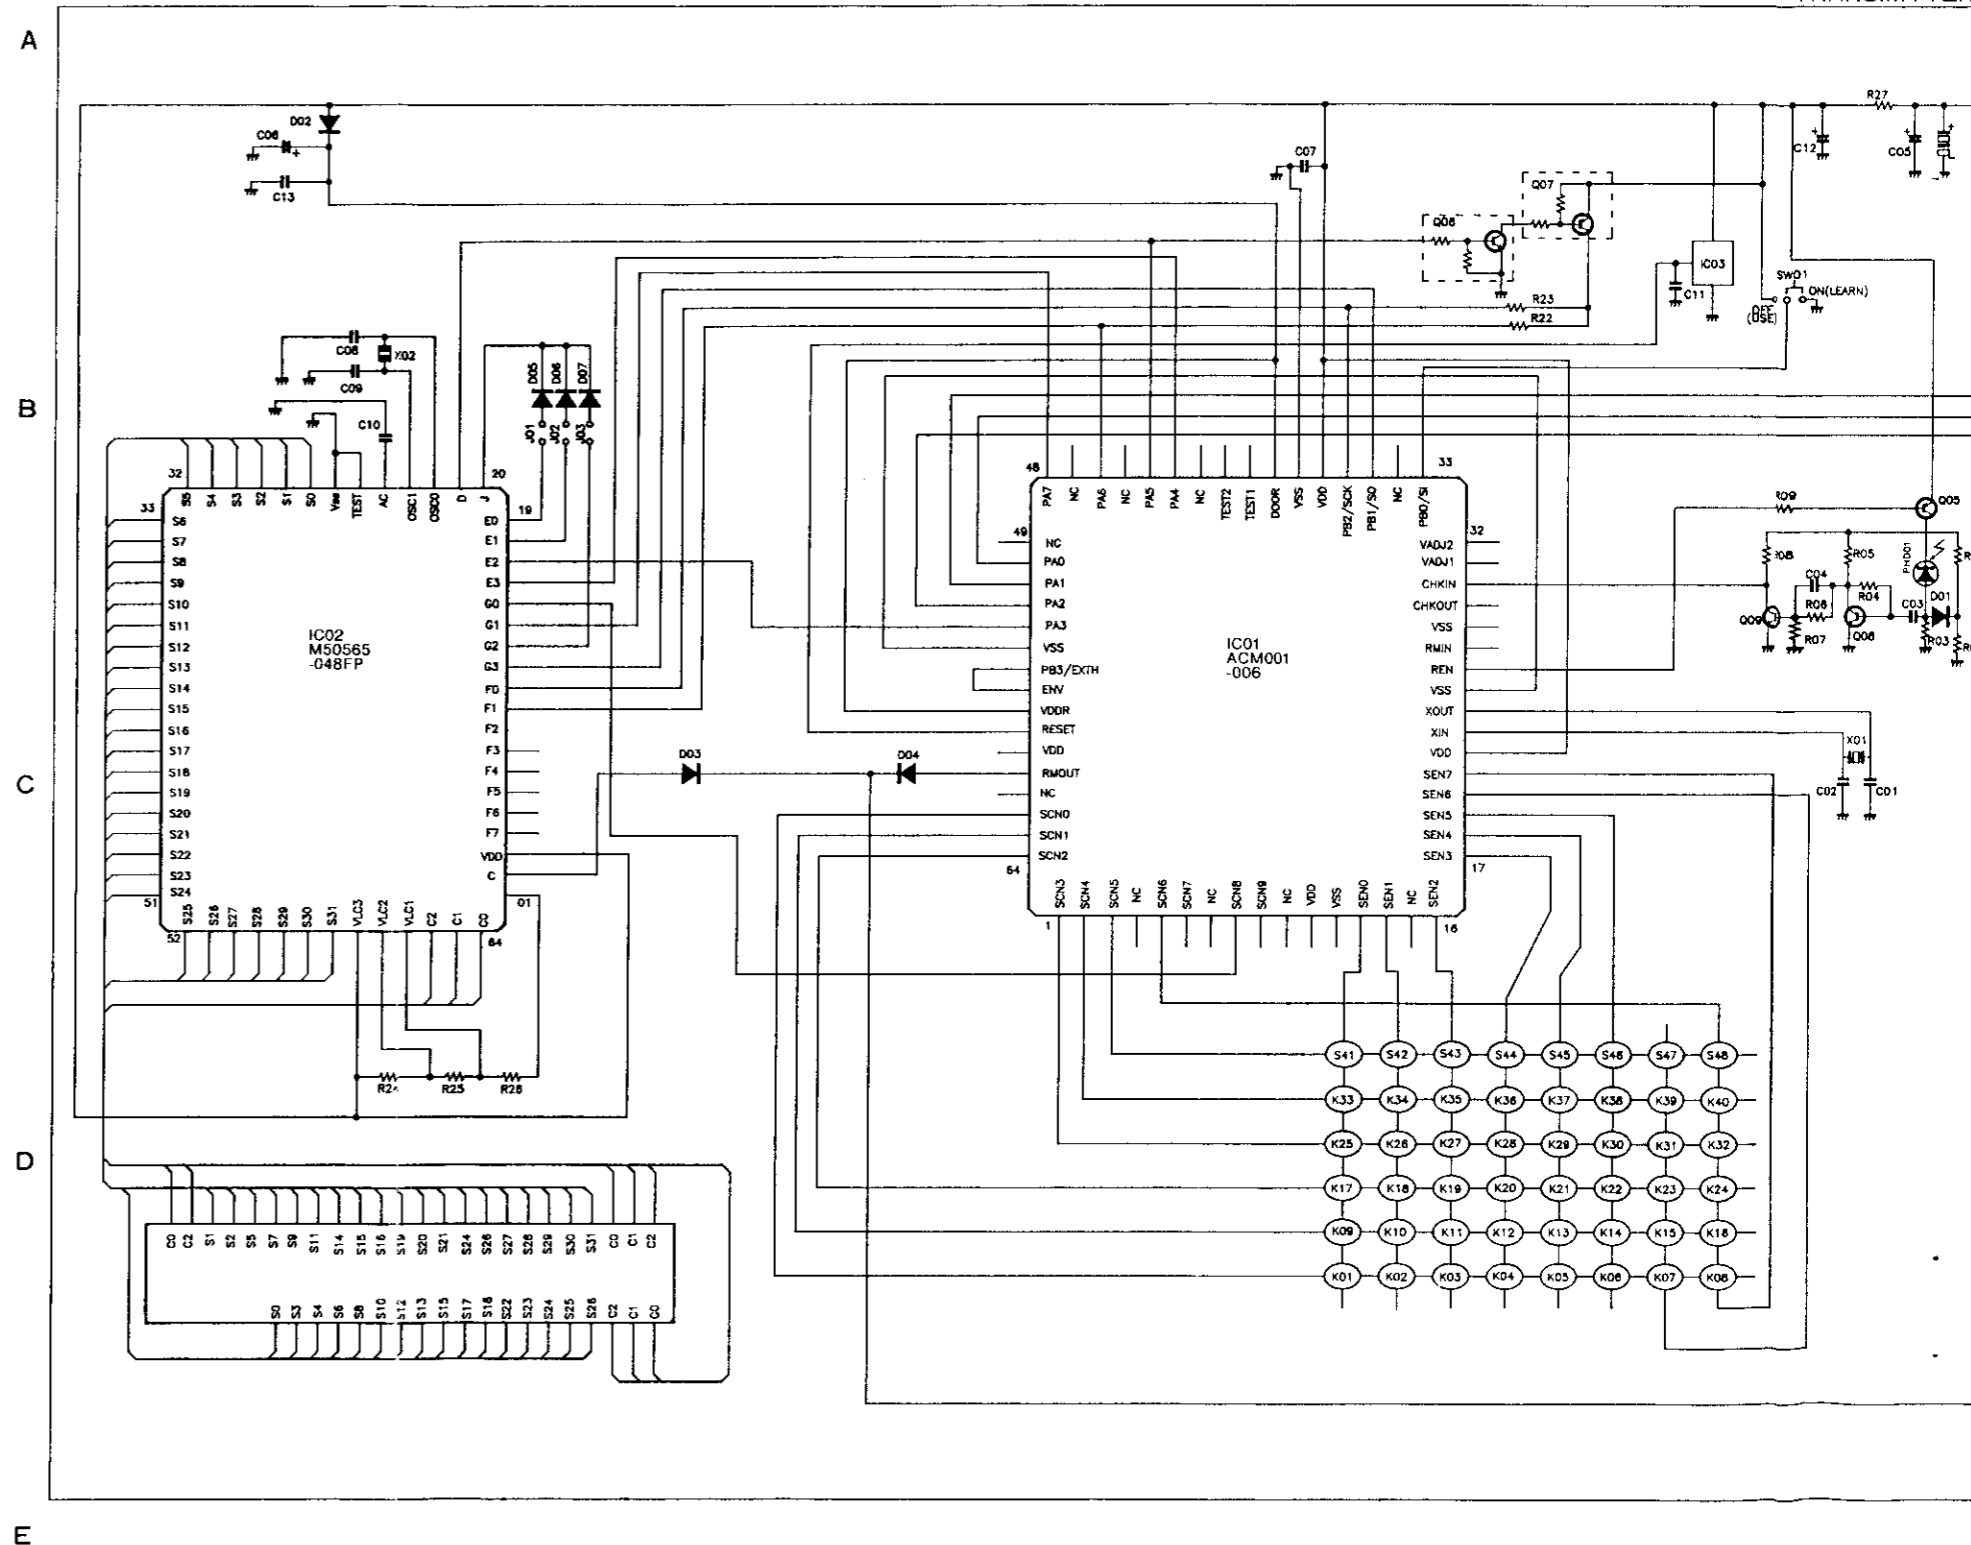 A
R27
D02
C06
+
C13
C07
C12
C05
Q07
Q06
IC03
C11
SW01
ON(LEARN)
OFF
(USE)
R23
R22
C08
X02
C09
C10
D05
D06
D07
J01
J02
J03
B
32
20
33
19
S5
S4
S3
S2
S1
S0
Vss
TEST
AC
OSC1
OSC0
D
J
S6
S7
S8
S9
S10
S11
S12
S13
S14
S15
S16
S17
S18
S19
S20
S21
S22
S23
S24
E0
E1
E2
E3
G0
G1
G2
G3
F0
F1
F2
F3
F4
F5
F6
F7
VDD
C
IC02
M50565
-048FP
51
01
52
64
S25
S26
S27
S28
S29
S30
S31
VLC3
VLC2
VLC1
C2
C1
C0
R25
R26
D03
D04
48
33
49
32
PA7
NC
PA6
NC
PA5
PA4
NC
TEST2
TEST1
DOOR
VSS
VDD
PB2/SCK
PB1/SO
NC
PB0/SI
NC
PA0
PA1
PA2
PA3
VSS
PB3/EXTH
ENV
VDDR
RESET
VDD
RMOUT
NC
SCN0
SCN1
SCN2
IC01
ACM001
-006
VADJ2
VADJ1
CHKIN
CHKOUT
VSS
RMIN
REN
VSS
XOUT
XIN
VDD
SEN7
SEN6
SEN5
SEN4
SEN3
64
17
1
16
SCN3
SCN4
SCN5
NC
SCN6
SCN7
NC
SCN8
SCN9
NC
VDD
VSS
SEN0
SEN1
NC
SEN2
R09
Q05
R08
R05
PHD01
C04
R04
R06
C03
D01
Q09
R07
Q08
R03
X01
C02
C01
C
S41 S42 S43 S44 S45 S46 S47 S48
K33 K34 K35 K36 K37 K38 K39 K40
K25 K26 K27 K28 K29 K30 K31 K32
K17 K18 K19 K20 K21 K22 K23 K24
K09 K10 K11 K12 K13 K14 K15 K16
K01 K02 K03 K04 K05 K06 K07 K08
D
C0 C2 S1 S2 S5 S7 S9 S11 S14 S15 S16 S19 S20 S21 S24 S26 S27 S28 S29 S30 S31 C0 C1 C2
S0 S3 S4 S6 S8 S10 S12 S13 S15 S17 S18 S22 S23 S24 S25 S26 C2 C1 C0
E